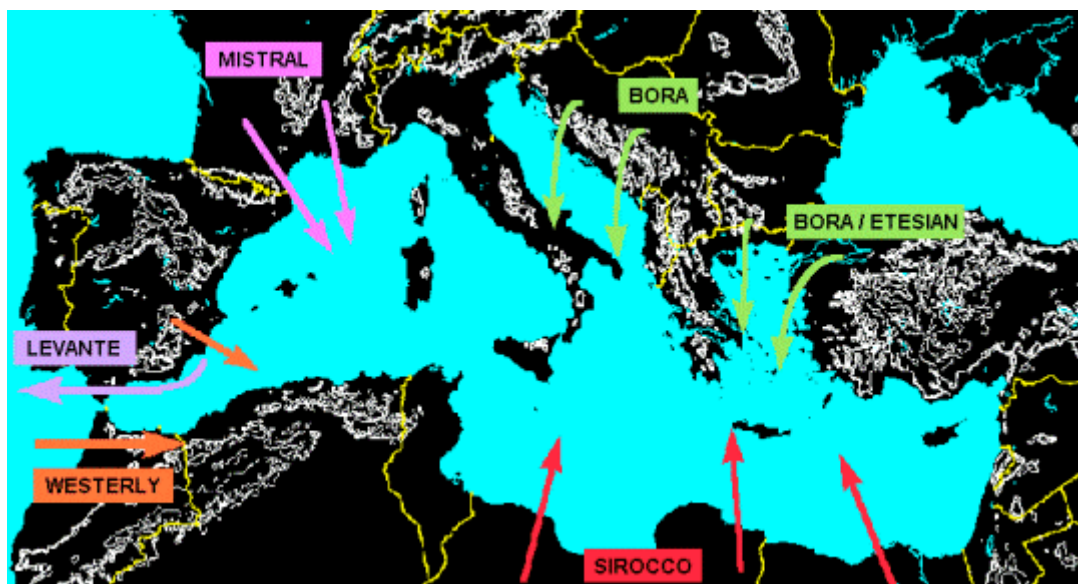 MISTRAL
BORA
BORA / ETESIAN
LEVANTE
WESTERLY
SIROCCO